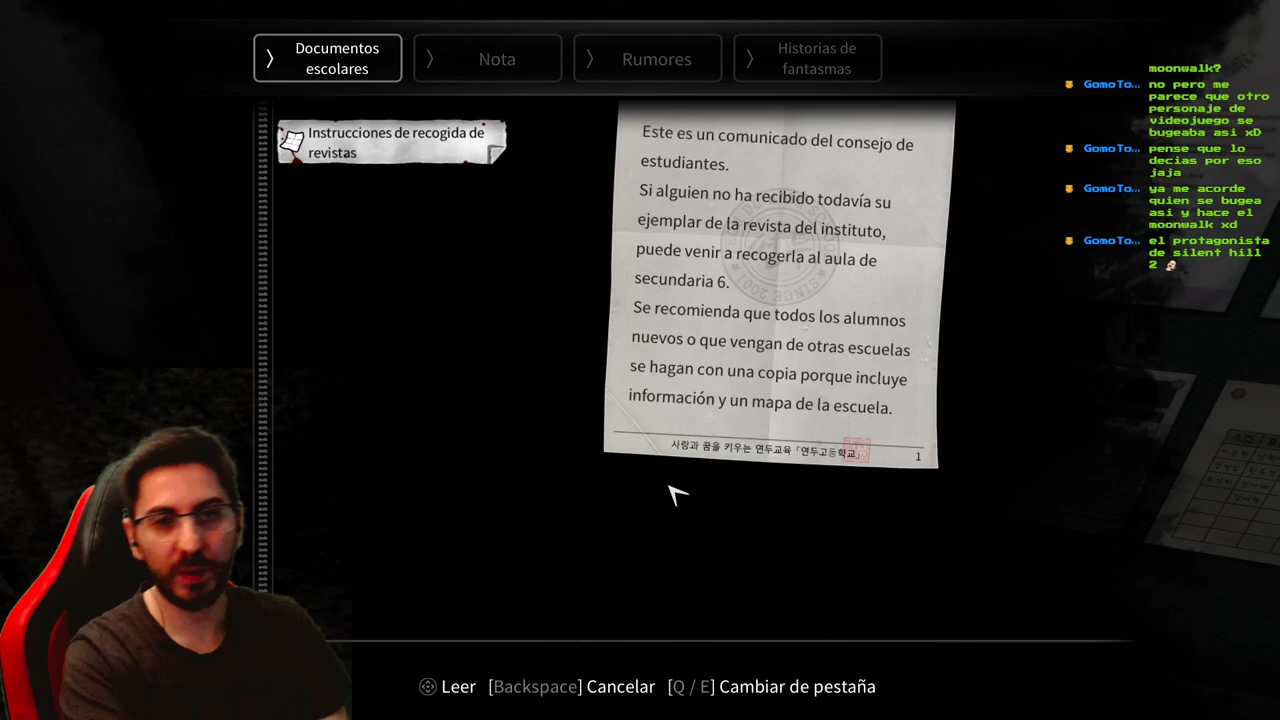 Documentos
escolares
Nota
Rumores
Historias de
fantasmas
Instrucciones de recogida de
revistas
Este es un comunicado del consejo de
estudiantes.
Si alguien no ha recibido todavía su
ejemplar de la revista del instituto,
puede venir a recogerla al aula de
secundaria 6.
Se recomienda que todos los alumnos
nuevos o que vengan de otras escuelas
se hagan con una copia porque incluye
información y un mapa de la escuela.
사랑과 꿈을 키우는 연두교육 「연두고등학교」
1
SINCE 2001
moonwalk?
GomoTo... no pero me
parece que otro
personaje de
videojuego se
bugeaba asi xD
GomoTo... pense que lo
decias por eso
jaja
GomoTo... ya me acorde
quien se bugea
asi y hace el
moonwalk xd
GomoTo... el protagonista
de silent hill
2
Leer [Backspace] Cancelar [Q / E] Cambiar de pestaña